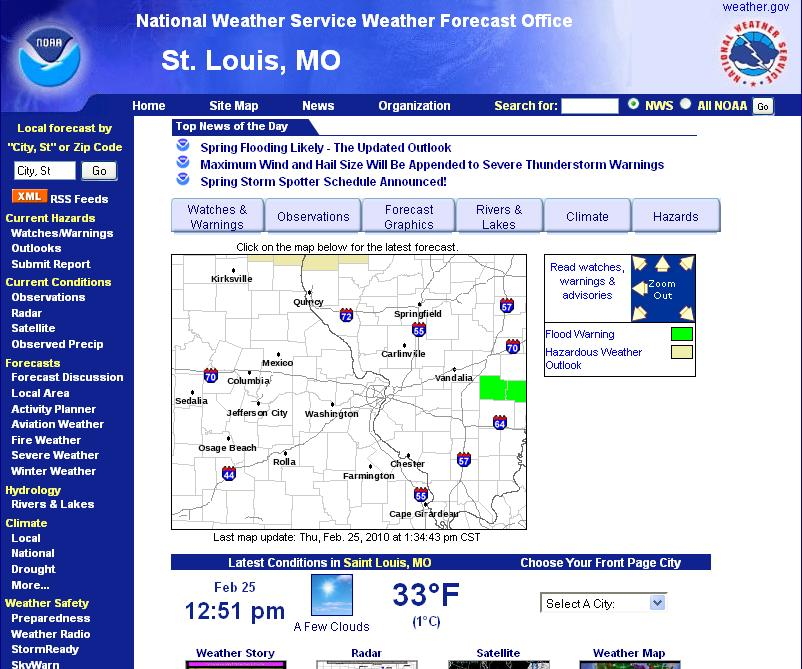 weather.gov
National Weather Service Weather Forecast Office
NOAA
St. Louis, MO
NATIONAL WEATHER SERVICE
Home Site Map News Organization Search for: NWS All NOAA Go
Local forecast by
"City, St" or Zip Code
City, St Go
XML RSS Feeds
Current Hazards
Watches/Warnings
Outlooks
Submit Report
Current Conditions
Observations
Radar
Satellite
Observed Precip
Forecasts
Forecast Discussion
Local Area
Activity Planner
Aviation Weather
Fire Weather
Severe Weather
Winter Weather
Hydrology
Rivers & Lakes
Climate
Local
National
Drought
More...
Weather Safety
Preparedness
Weather Radio
StormReady
SkyWarn
Top News of the Day
Spring Flooding Likely - The Updated Outlook
Maximum Wind and Hail Size Will Be Appended to Severe Thunderstorm Warnings
Spring Storm Spotter Schedule Announced!
Watches &
Warnings
Observations
Forecast
Graphics
Rivers &
Lakes
Climate
Hazards
Click on the map below for the latest forecast.
Kirksville
Quincy
72
Springfield
57
55
Carlinville
70
Mexico
70
Columbia
Vandalia
Sedalia
Jefferson City
Washington
64
Osage Beach
Rolla
Chester
57
44
Farmington
55
Cape Girardeau
Read watches,
warnings &
advisories
Zoom
Out
Flood Warning
Hazardous Weather
Outlook
Last map update: Thu, Feb. 25, 2010 at 1:34:43 pm CST
Latest Conditions in Saint Louis, MO
Choose Your Front Page City
Feb 25
12:51 pm
A Few Clouds
33°F
(1°C)
Select A City:
Weather Story Radar Satellite Weather Map